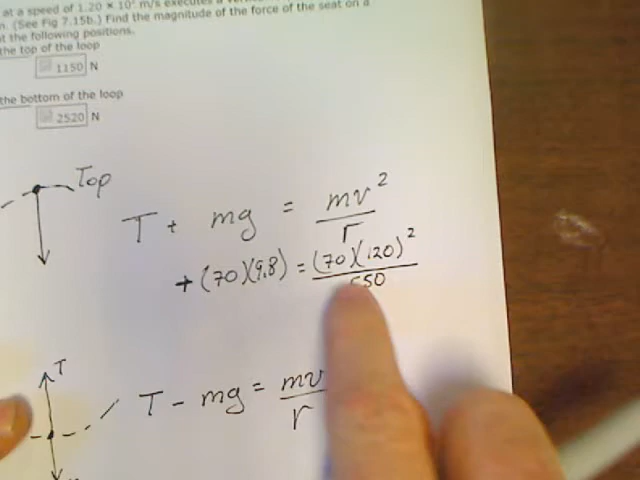 at a speed of 1.20 × 10² m/s executes a
n. (See Fig 7.15b.) Find the magnitude of the force of the seat on a
t the following positions.
the top of the loop
1150 N
the bottom of the loop
2520 N
Top
T + mg = mv² / r
+ (70)(9.8) = (70)(120)² / 550
T
T - mg = mv / r